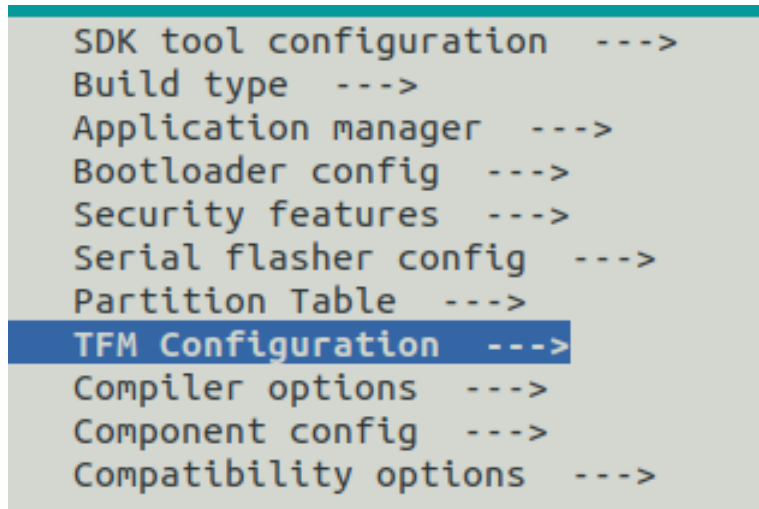 SDK tool configuration  --->
Build type  --->
Application manager  --->
Bootloader config  --->
Security features  --->
Serial flasher config  --->
Partition Table  --->
TFM Configuration  --->
Compiler options  --->
Component config  --->
Compatibility options  --->